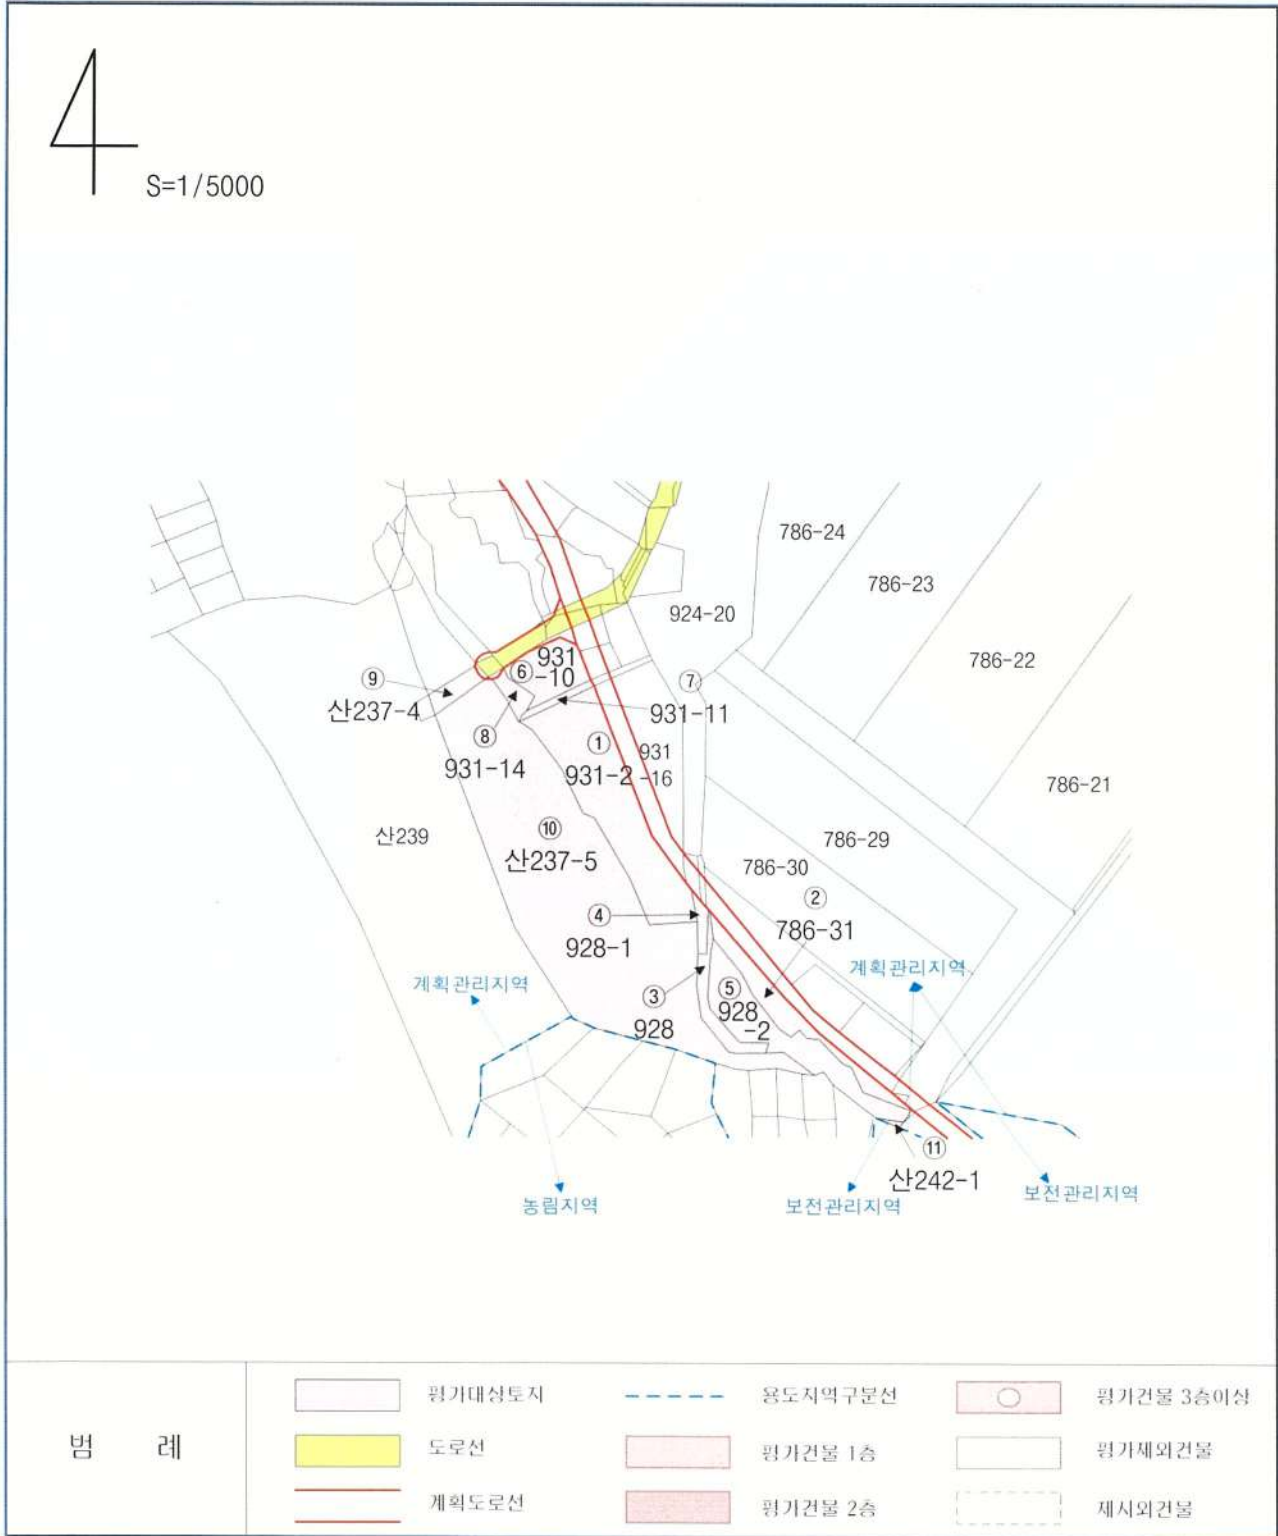 S=1/5000
786-24
786-23
924-20
786-22
931
⑥ -10
⑨
산237-4
⑦
931-11
⑧
931-14
①
931-2
931
-16
786-21
산239
⑩
산237-5
786-29
786-30
②
786-31
④
928-1
계획관리지역
계획관리지역
③
928
⑤
928
-2
⑪
산242-1
농림지역
보전관리지역
보전관리지역
범 례
평가대상토지
용도지역구분선
평가건물 3층이상
도로선
평가건물 1층
평가제외건물
계획도로선
평가건물 2층
제시외건물